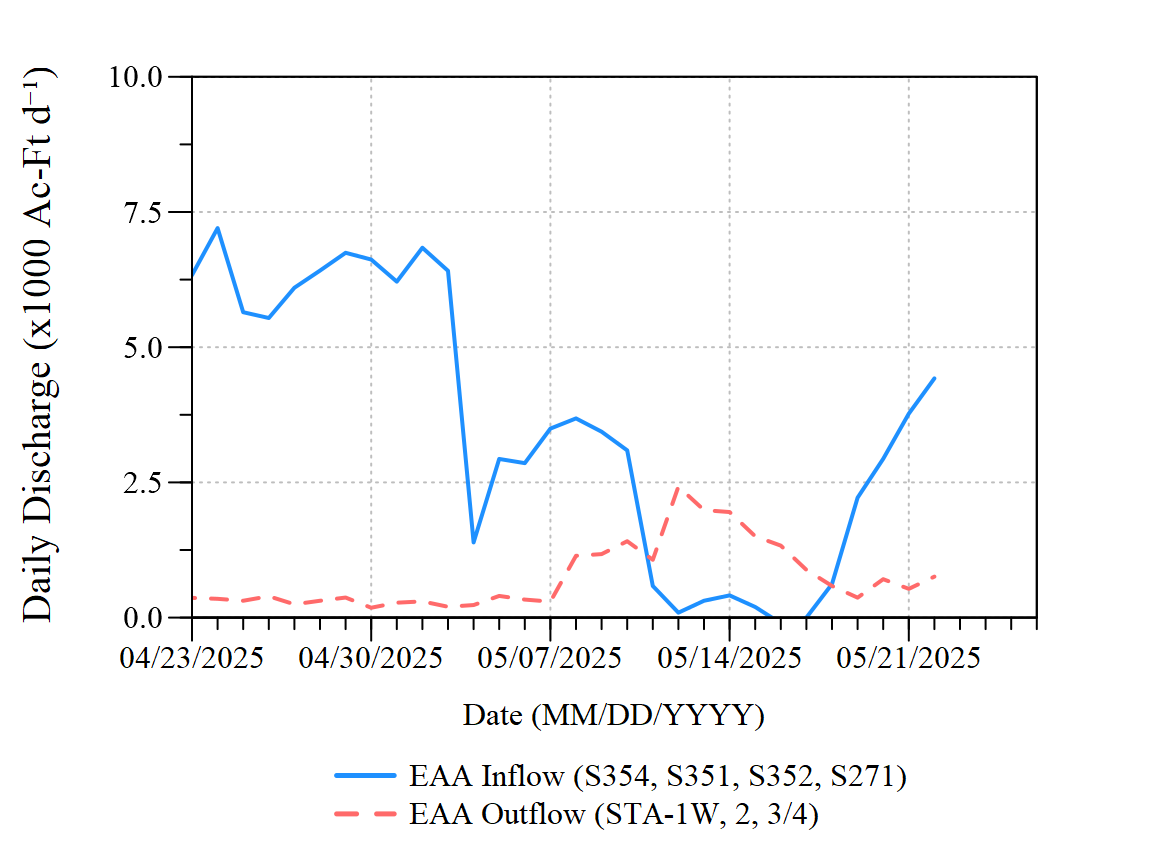 Daily Discharge (x1000 Ac-Ft d⁻¹)
10.0
7.5
5.0
2.5
0.0
04/23/2025 04/30/2025 05/07/2025 05/14/2025 05/21/2025
Date (MM/DD/YYYY)
EAA Inflow (S354, S351, S352, S271)
EAA Outflow (STA-1W, 2, 3/4)